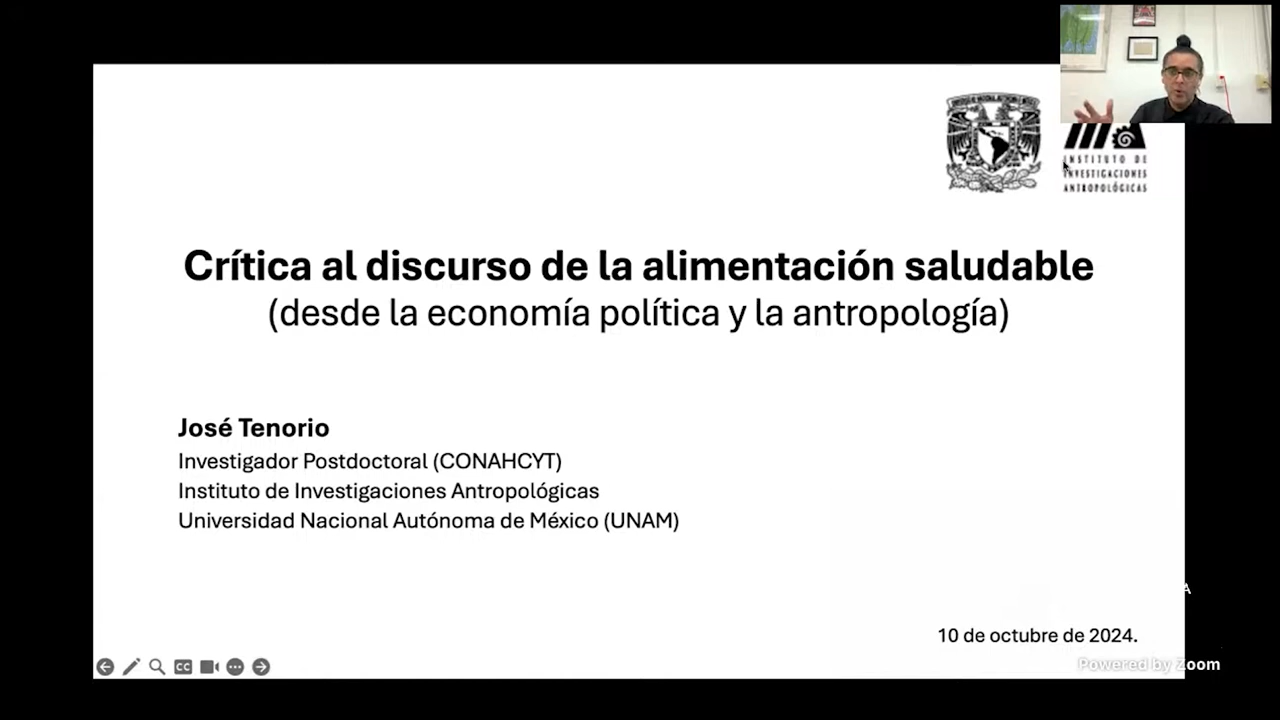 INSTITUTO DE
INVESTIGACIONES
ANTROPOLÓGICAS
Crítica al discurso de la alimentación saludable
(desde la economía política y la antropología)
José Tenorio
Investigador Postdoctoral (CONAHCYT)
Instituto de Investigaciones Antropológicas
Universidad Nacional Autónoma de México (UNAM)
A
10 de octubre de 2024.
CC
Powered by Zoom